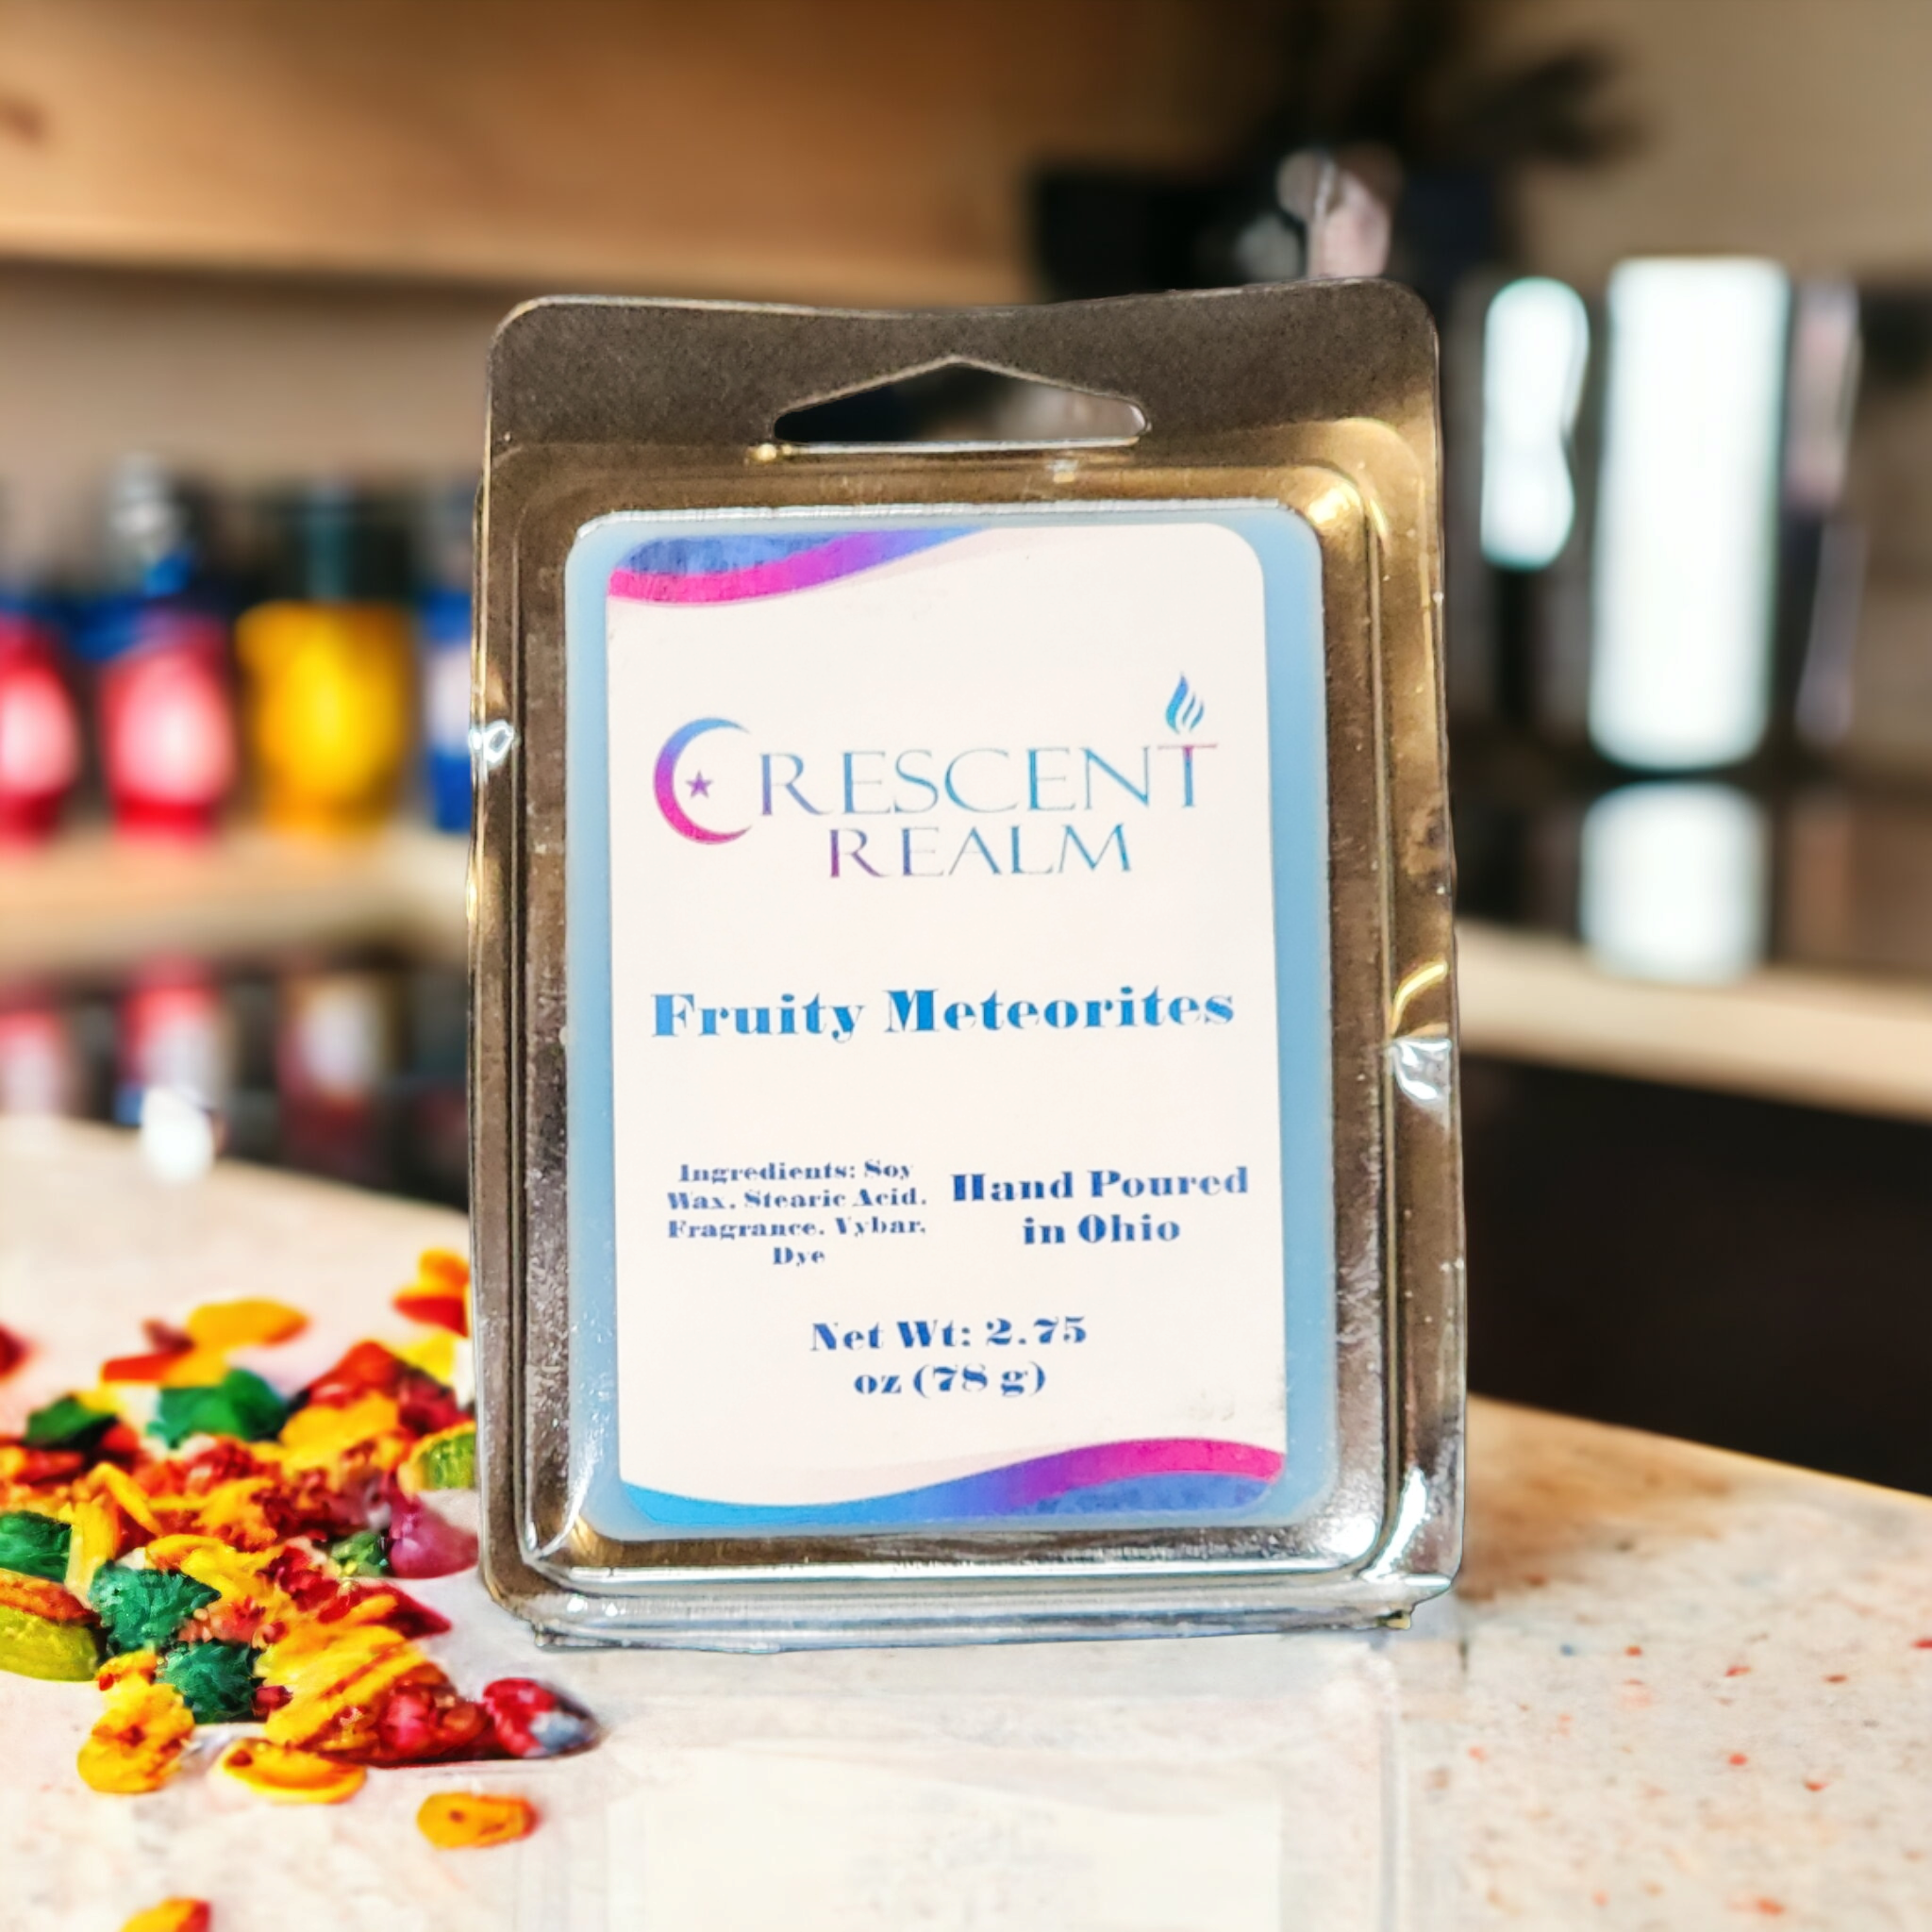 CRESCENT
REALM
Fruity Meteorites
Ingredients: Soy
Wax, Stearic Acid,
Fragrance, Vybar,
Dye
Hand Poured
in Ohio
Net Wt: 2.75
oz (78 g)